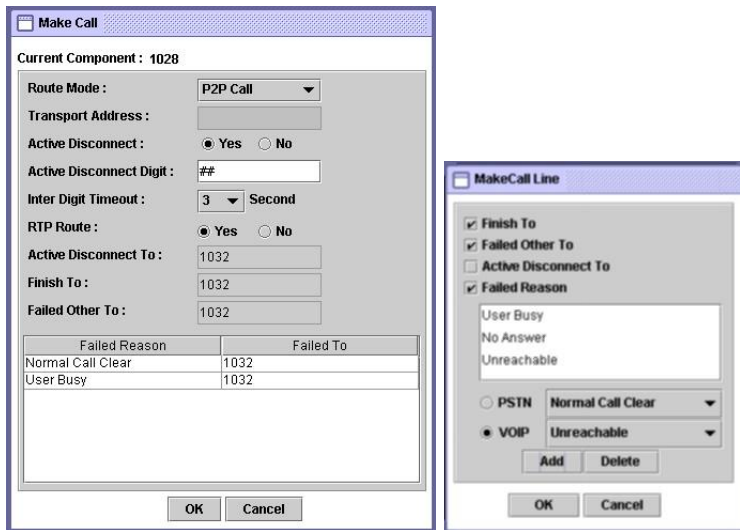 Make Call
Current Component : 1028
Route Mode : P2P Call
Transport Address :
Active Disconnect : Yes No
Active Disconnect Digit : ##
Inter Digit Timeout : 3 Second
RTP Route : Yes No
Active Disconnect To : 1032
Finish To : 1032
Failed Other To : 1032
Failed Reason Failed To
Normal Call Clear 1032
User Busy 1032
OK Cancel
MakeCall Line
Finish To
Failed Other To
Active Disconnect To
Failed Reason
User Busy
No Answer
Unreachable
PSTN Normal Call Clear
VOIP Unreachable
Add Delete
OK Cancel